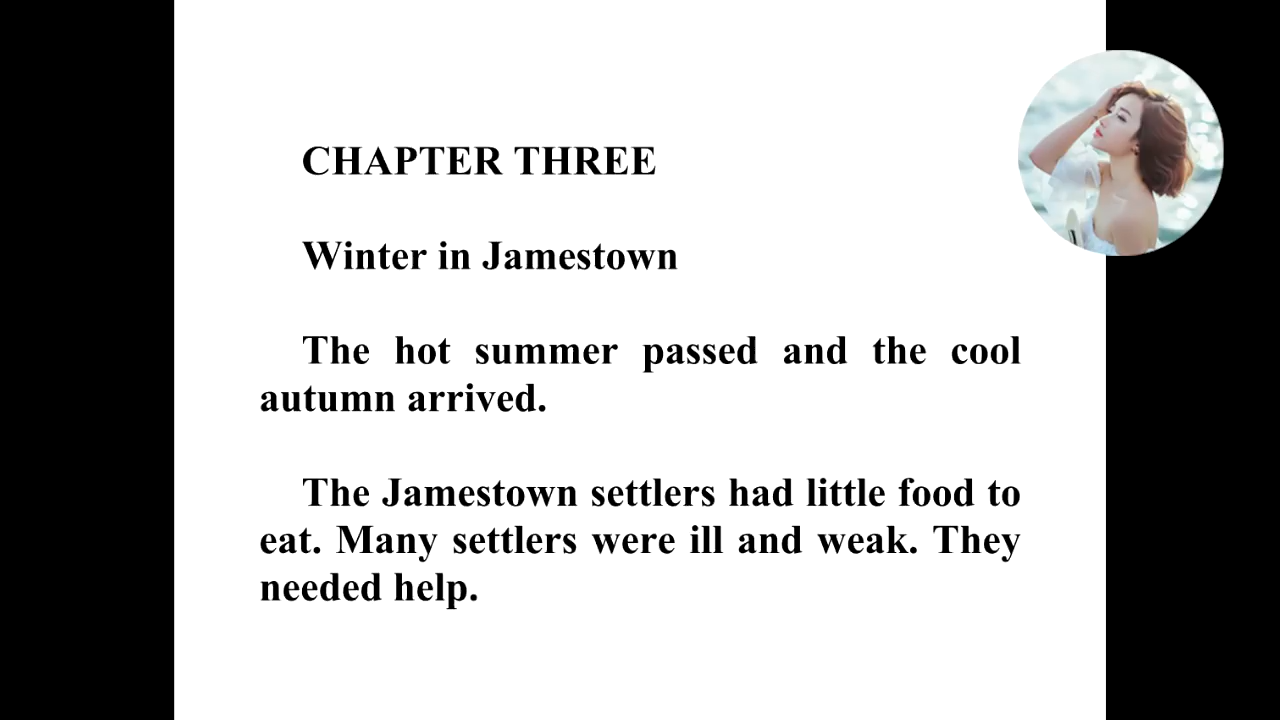 CHAPTER THREE
Winter in Jamestown
The hot summer passed and the cool
autumn arrived.
The Jamestown settlers had little food to
eat. Many settlers were ill and weak. They
needed help.